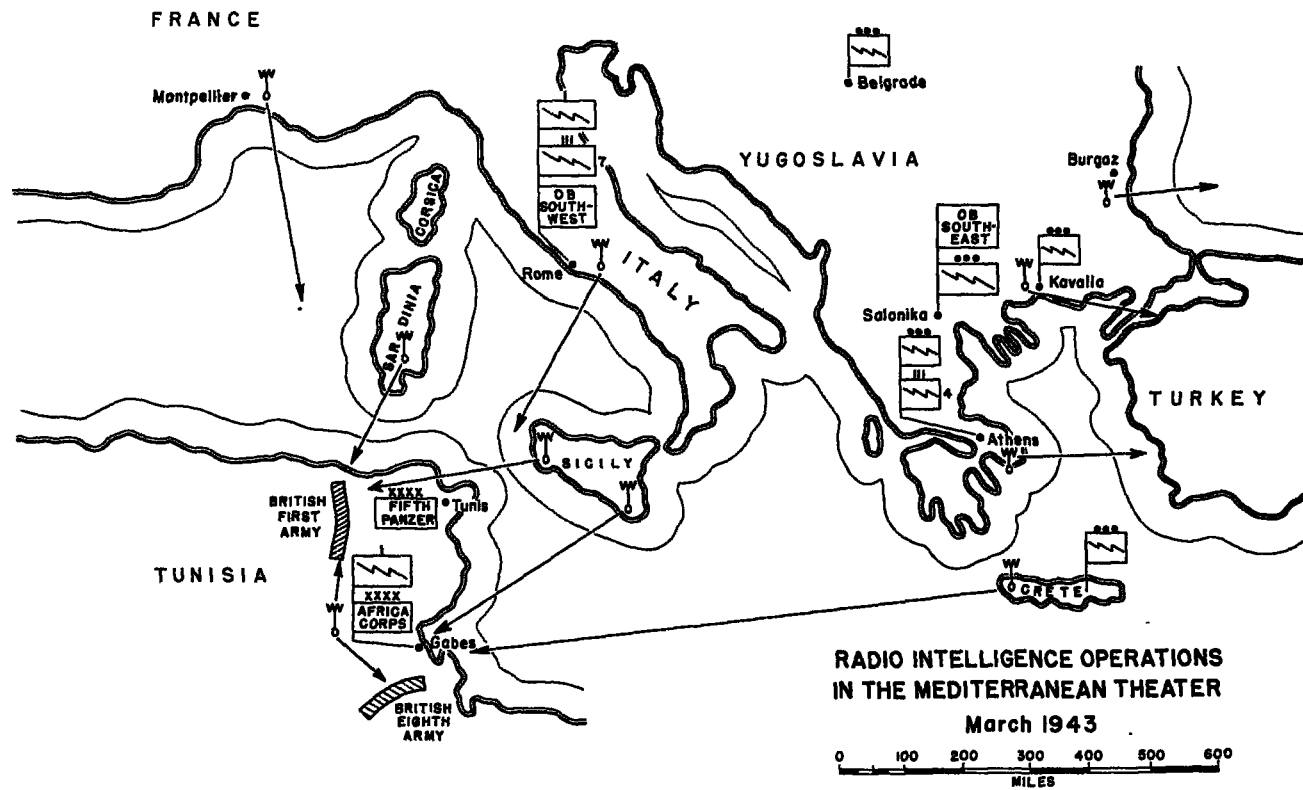 FRANCE
Montpellier
Belgrade
YUGOSLAVIA
Burgaz
CORSICA
7
OB
SOUTH-
WEST
OB
SOUTH-
EAST
Rome
ITALY
Kavalla
Salonika
SARDINIA
4
TURKEY
Athens
SICILY
BRITISH
FIRST
ARMY
XXXX
FIFTH
PANZER
Tunis
TUNISIA
XXXX
AFRICA
CORPS
CRETE
Gabes
BRITISH
EIGHTH
ARMY
RADIO INTELLIGENCE OPERATIONS
IN THE MEDITERRANEAN THEATER
March 1943
0 100 200 300 400 500 600
MILES